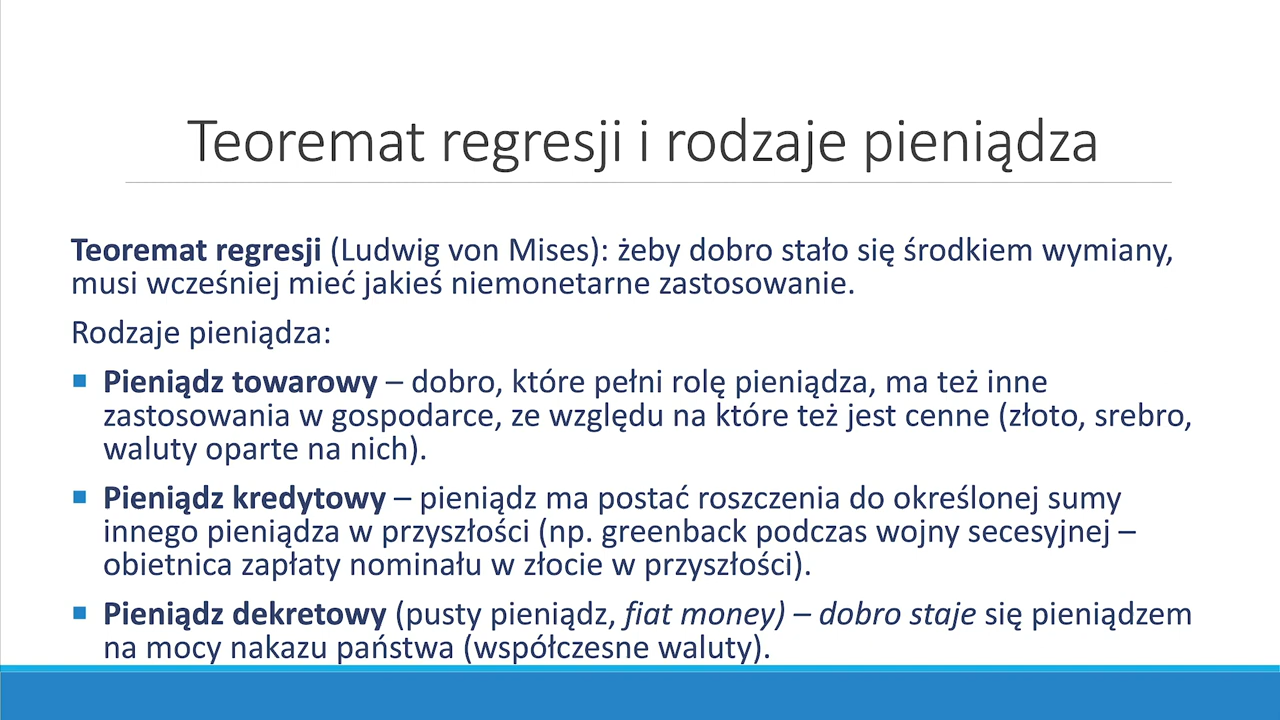 Teoremat regresji i rodzaje pieniądza
Teoremat regresji (Ludwig von Mises): żeby dobro stało się środkiem wymiany,
musi wcześniej mieć jakieś niemonetarne zastosowanie.
Rodzaje pieniądza:
Pieniądz towarowy – dobro, które pełni rolę pieniądza, ma też inne
zastosowania w gospodarce, ze względu na które też jest cenne (złoto, srebro,
waluty oparte na nich).
Pieniądz kredytowy – pieniądz ma postać roszczenia do określonej sumy
innego pieniądza w przyszłości (np. greenback podczas wojny secesyjnej –
obietnica zapłaty nominału w złocie w przyszłości).
Pieniądz dekretowy (pusty pieniądz, fiat money) – dobro staje się pieniądzem
na mocy nakazu państwa (współczesne waluty).